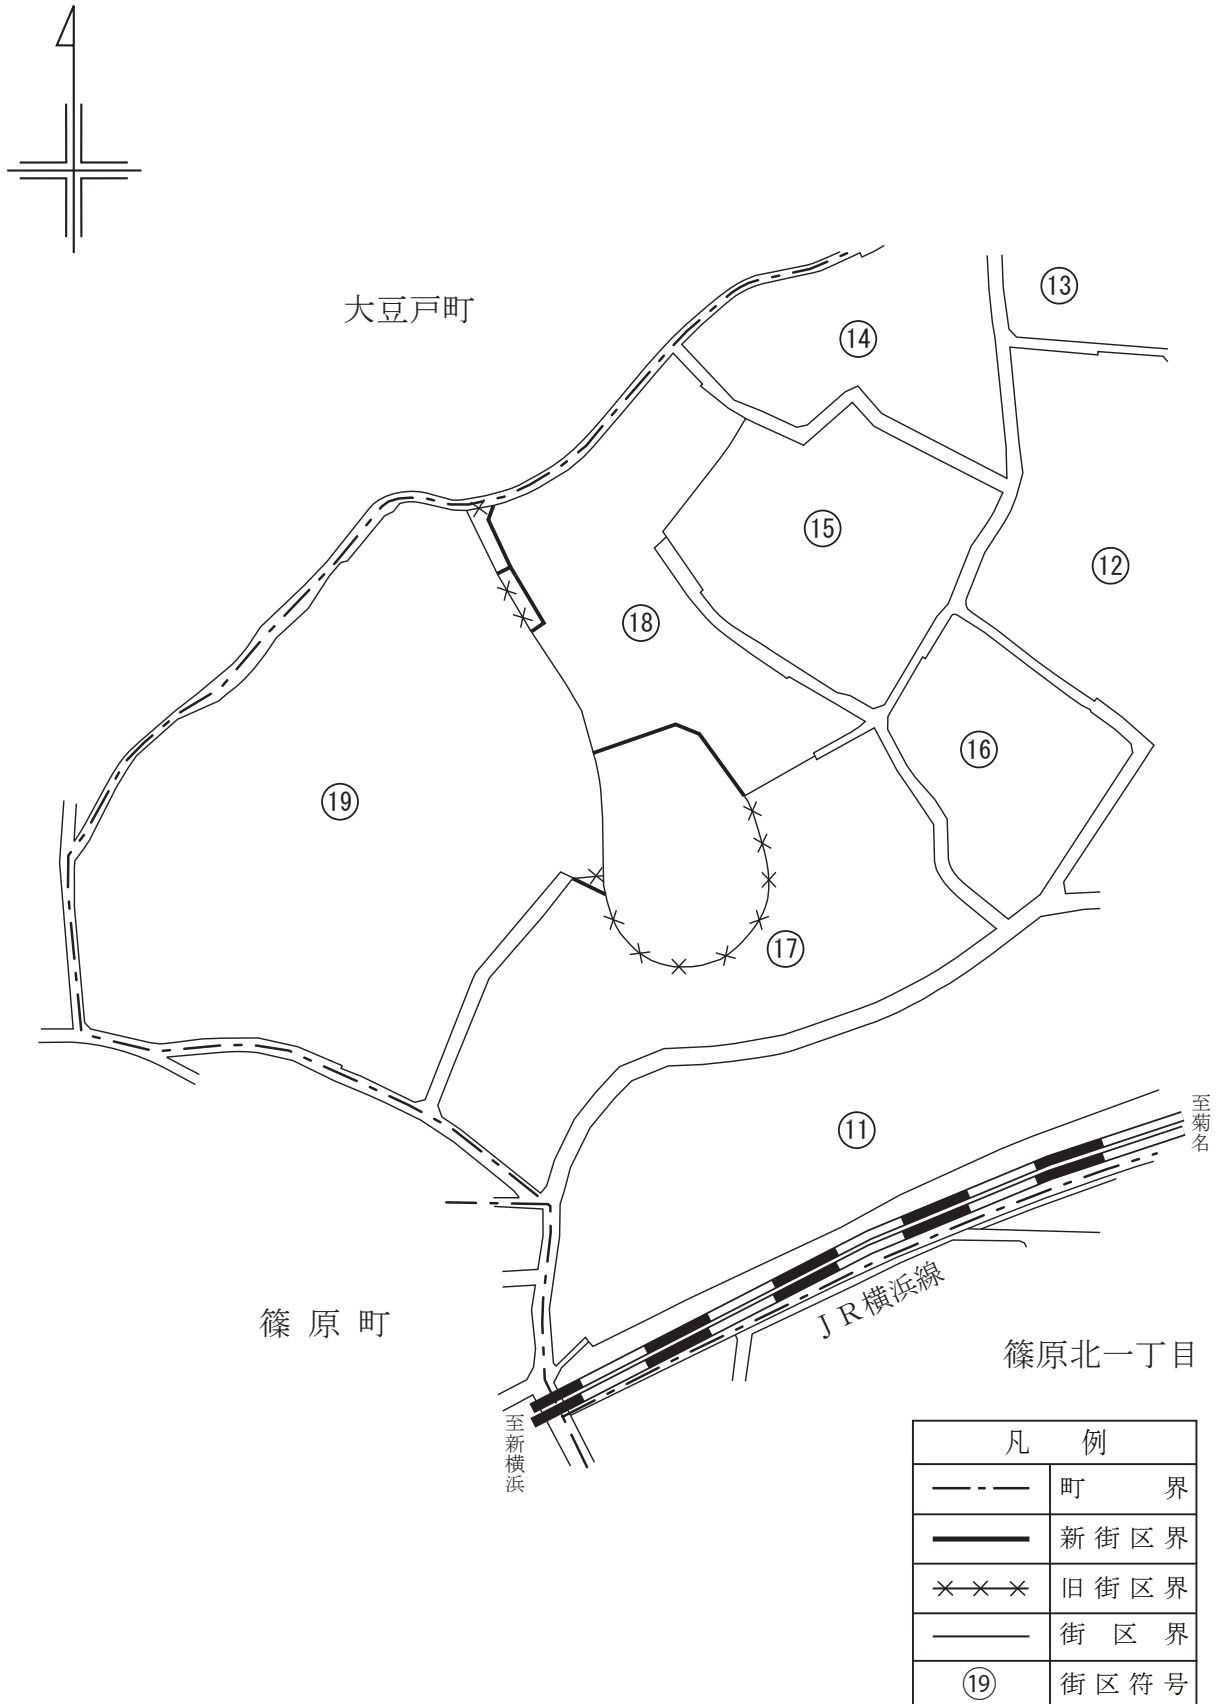 大豆戸町
⑬
⑭
⑮
⑫
⑱
⑯
⑲
⑰
⑪
至菊名
ＪＲ横浜線
篠原町
篠原北一丁目
至新横浜
凡例
町界
新街区界
旧街区界
街区界
⑲ 街区符号